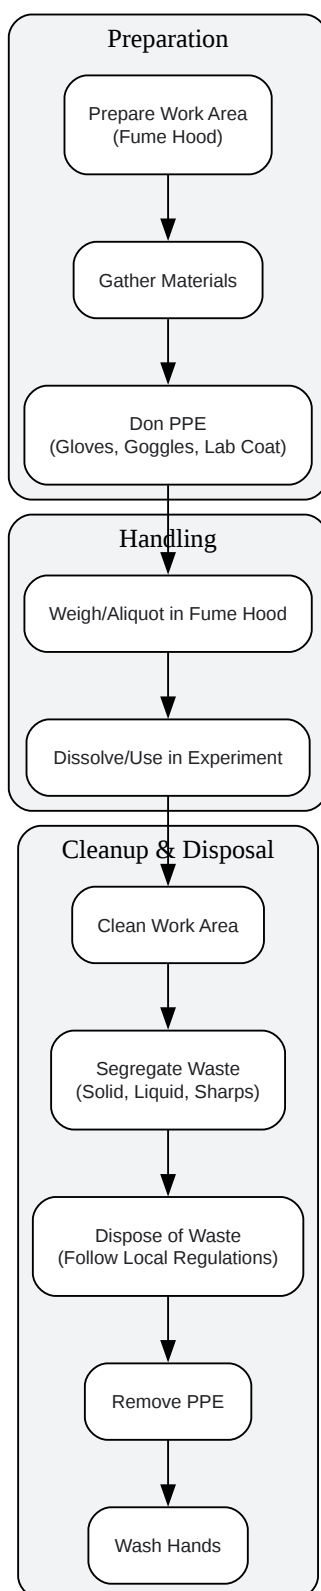 Preparation
Prepare Work Area
(Fume Hood)
Gather Materials
Don PPE
(Gloves, Goggles, Lab Coat)
Handling
Weigh/Aliquot in Fume Hood
Dissolve/Use in Experiment
Cleanup & Disposal
Clean Work Area
Segregate Waste
(Solid, Liquid, Sharps)
Dispose of Waste
(Follow Local Regulations)
Remove PPE
Wash Hands